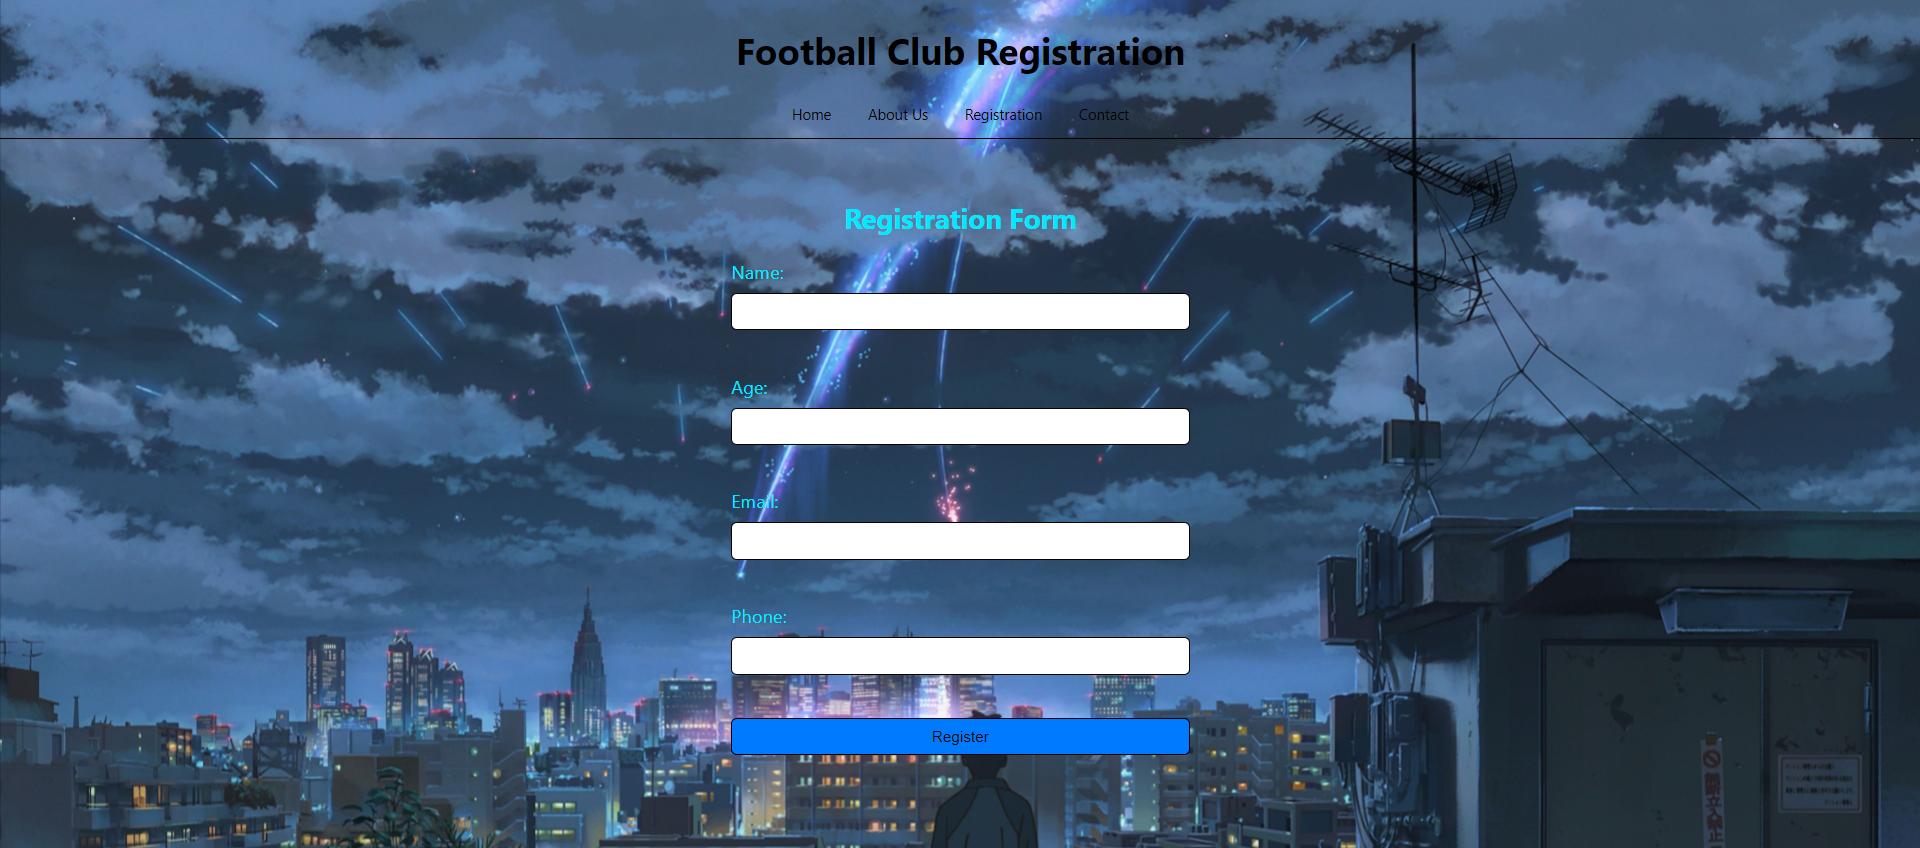 Football Club Registration
Home About Us Registration Contact
Registration Form
Name:
Age:
Email:
Phone:
Register